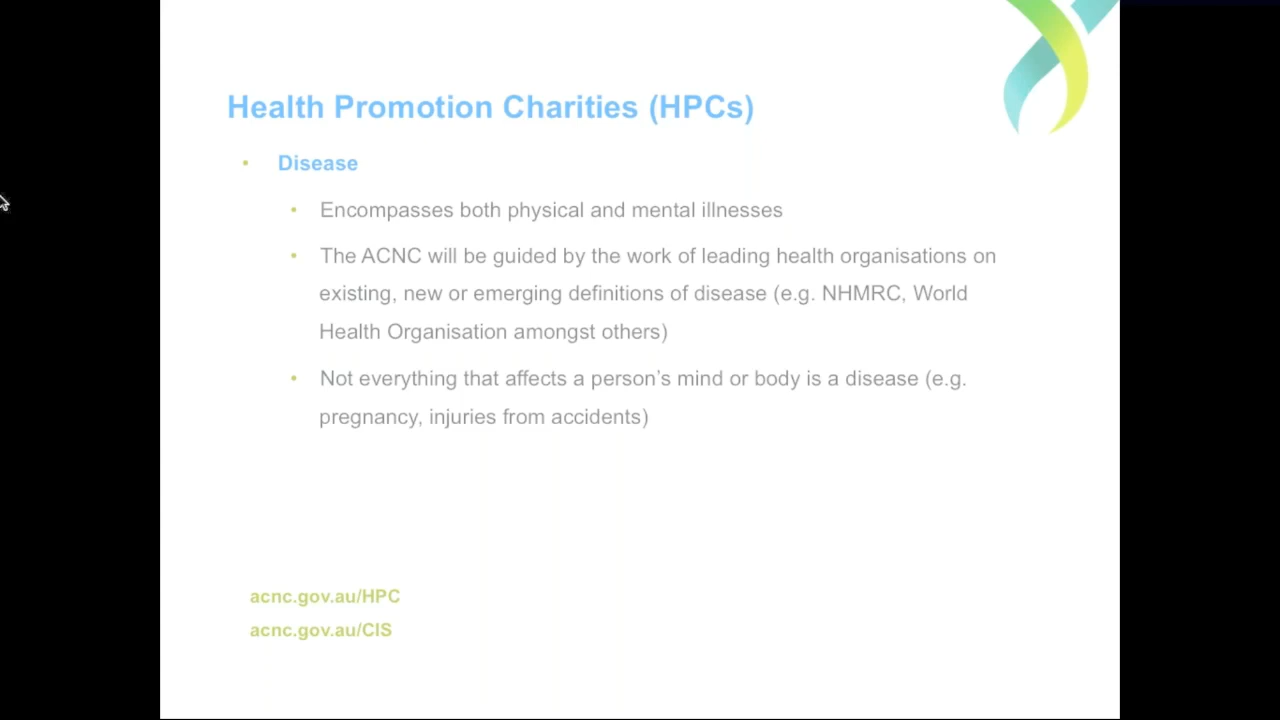 Health Promotion Charities (HPCs)
• Disease
• Encompasses both physical and mental illnesses
• The ACNC will be guided by the work of leading health organisations on
existing, new or emerging definitions of disease (e.g. NHMRC, World
Health Organisation amongst others)
• Not everything that affects a person’s mind or body is a disease (e.g.
pregnancy, injuries from accidents)
acnc.gov.au/HPC
acnc.gov.au/CIS